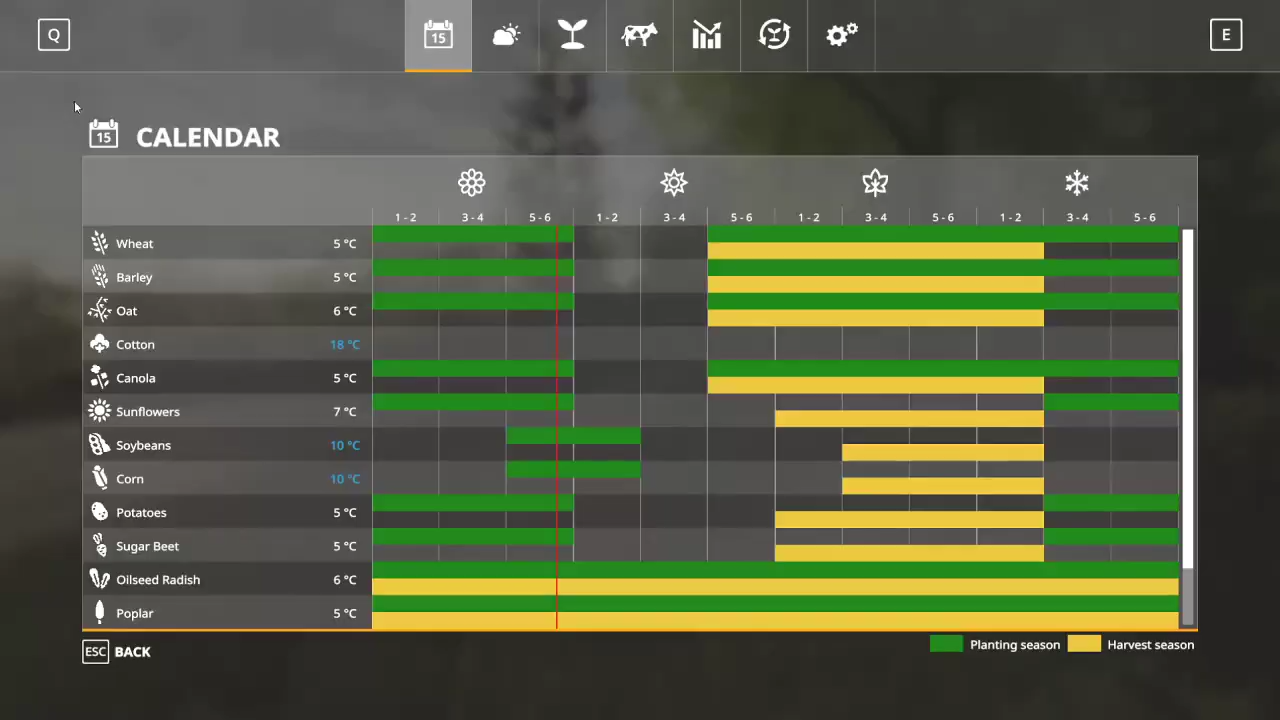 Q
15
E
15 CALENDAR
1 - 2 3 - 4 5 - 6 1 - 2 3 - 4 5 - 6 1 - 2 3 - 4 5 - 6 1 - 2 3 - 4 5 - 6
Wheat 5 °C
Barley 5 °C
Oat 6 °C
Cotton 18 °C
Canola 5 °C
Sunflowers 7 °C
Soybeans 10 °C
Corn 10 °C
Potatoes 5 °C
Sugar Beet 5 °C
Oilseed Radish 6 °C
Poplar 5 °C
ESC BACK
Planting season Harvest season